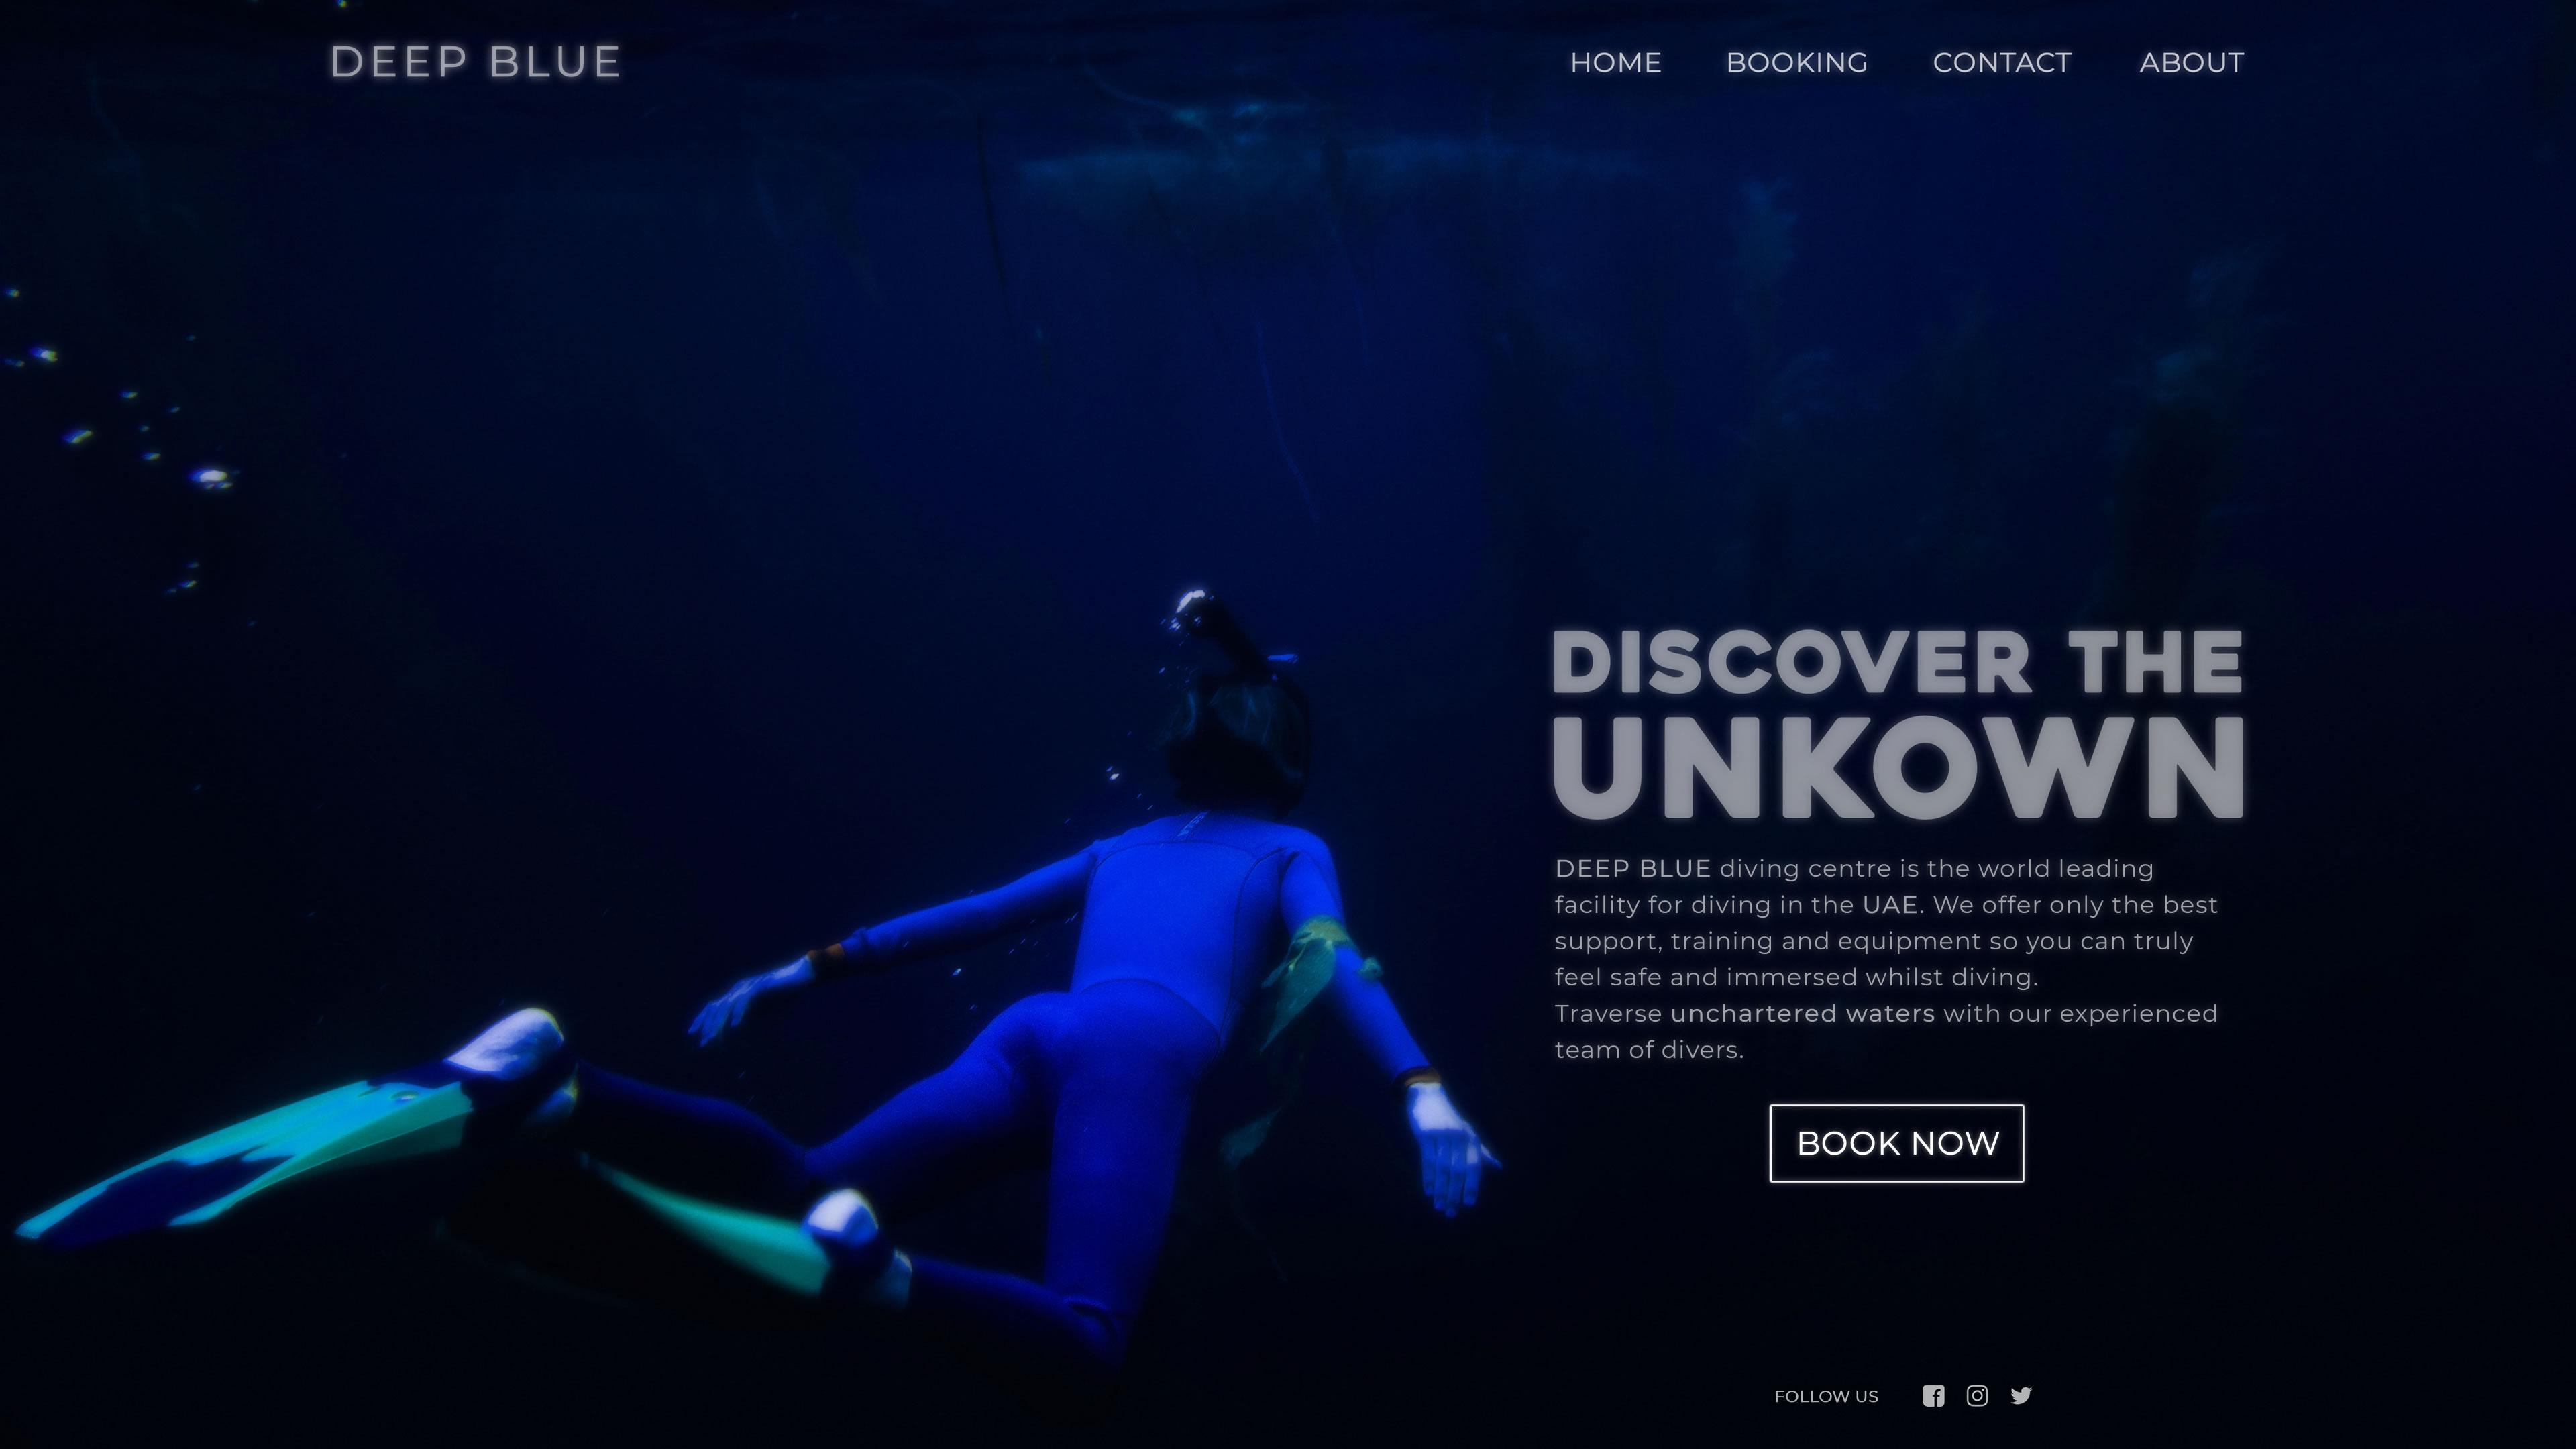 DEEP BLUE
HOME BOOKING CONTACT ABOUT
DISCOVER THE
UNKOWN
DEEP BLUE diving centre is the world leading
facility for diving in the UAE. We offer only the best
support, training and equipment so you can truly
feel safe and immersed whilst diving.
Traverse unchartered waters with our experienced
team of divers.
BOOK NOW
FOLLOW US